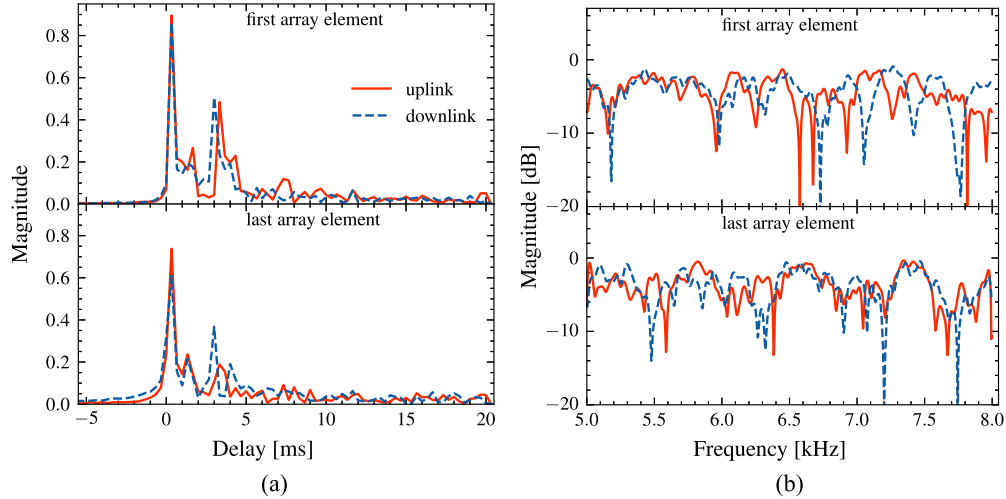 first array element
0.8
0.6
0.4
0.2
0.0
uplink
downlink
last array element
0.8
0.6
0.4
0.2
0.0
Magnitude
−5 0 5 10 15 20
Delay [ms]
(a)
first array element
0
−10
−20
last array element
0
−10
−20
Magnitude [dB]
5.0 5.5 6.0 6.5 7.0 7.5 8.0
Frequency [kHz]
(b)